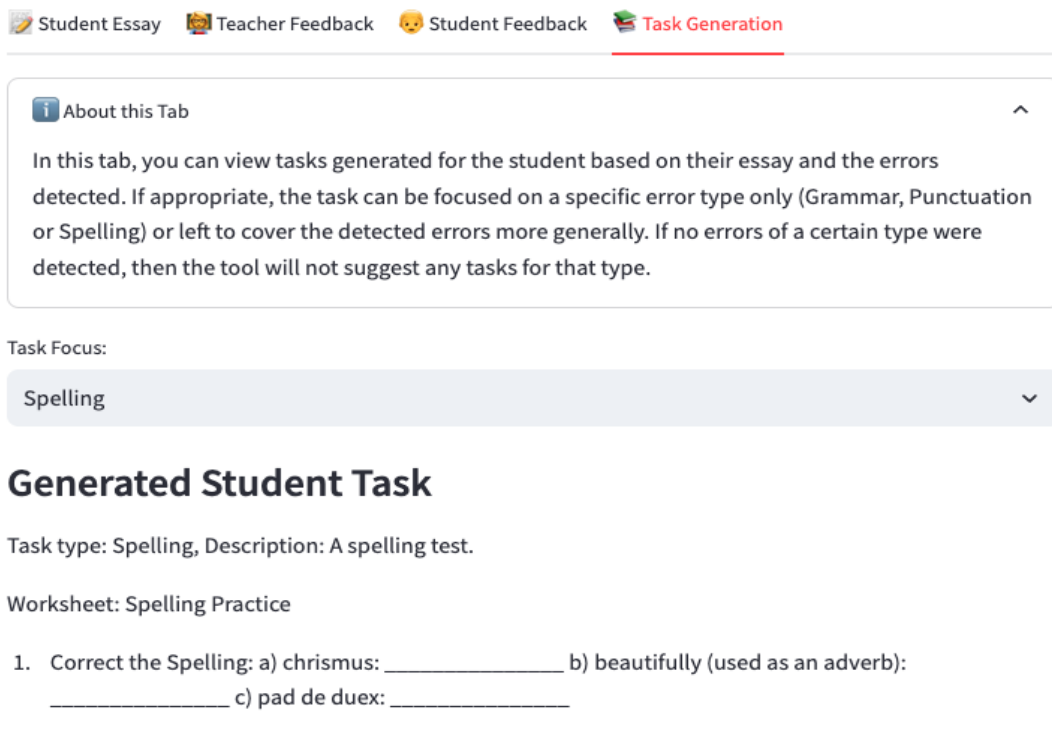 Student Essay Teacher Feedback Student Feedback Task Generation
About this Tab
In this tab, you can view tasks generated for the student based on their essay and the errors
detected. If appropriate, the task can be focused on a specific error type only (Grammar, Punctuation
or Spelling) or left to cover the detected errors more generally. If no errors of a certain type were
detected, then the tool will not suggest any tasks for that type.
Task Focus:
Spelling
Generated Student Task
Task type: Spelling, Description: A spelling test.
Worksheet: Spelling Practice
1. Correct the Spelling: a) chrismus: _______________ b) beautifully (used as an adverb):
_______________ c) pad de duex: _______________